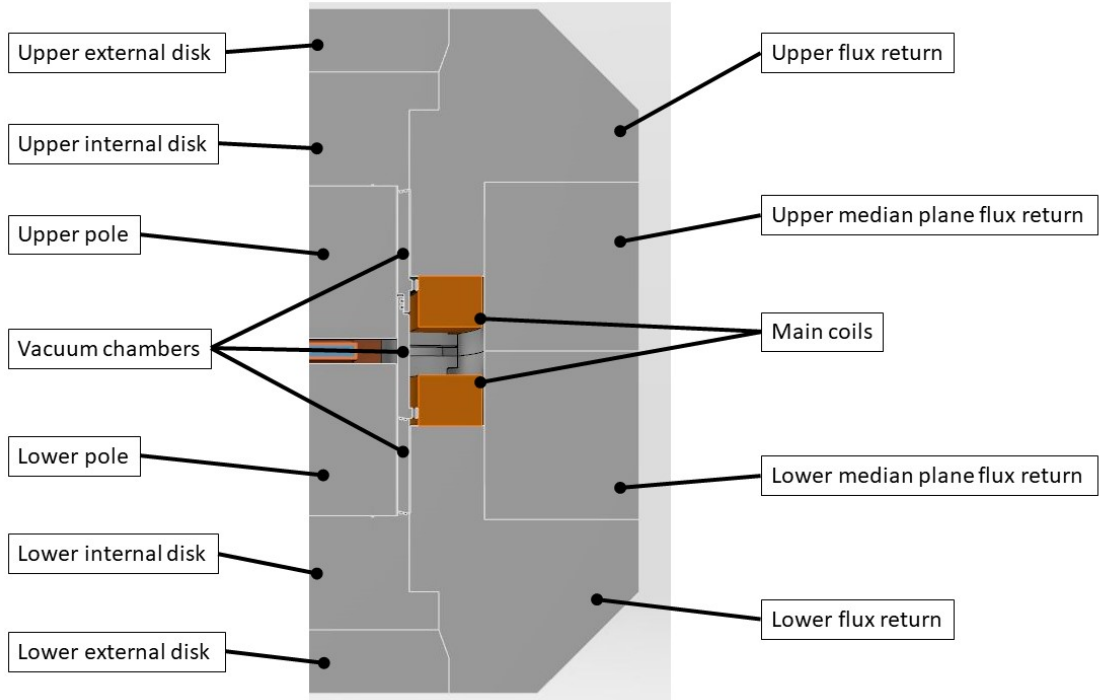 Upper external disk
Upper internal disk
Upper pole
Vacuum chambers
Lower pole
Lower internal disk
Lower external disk
Upper flux return
Upper median plane flux return
Main coils
Lower median plane flux return
Lower flux return